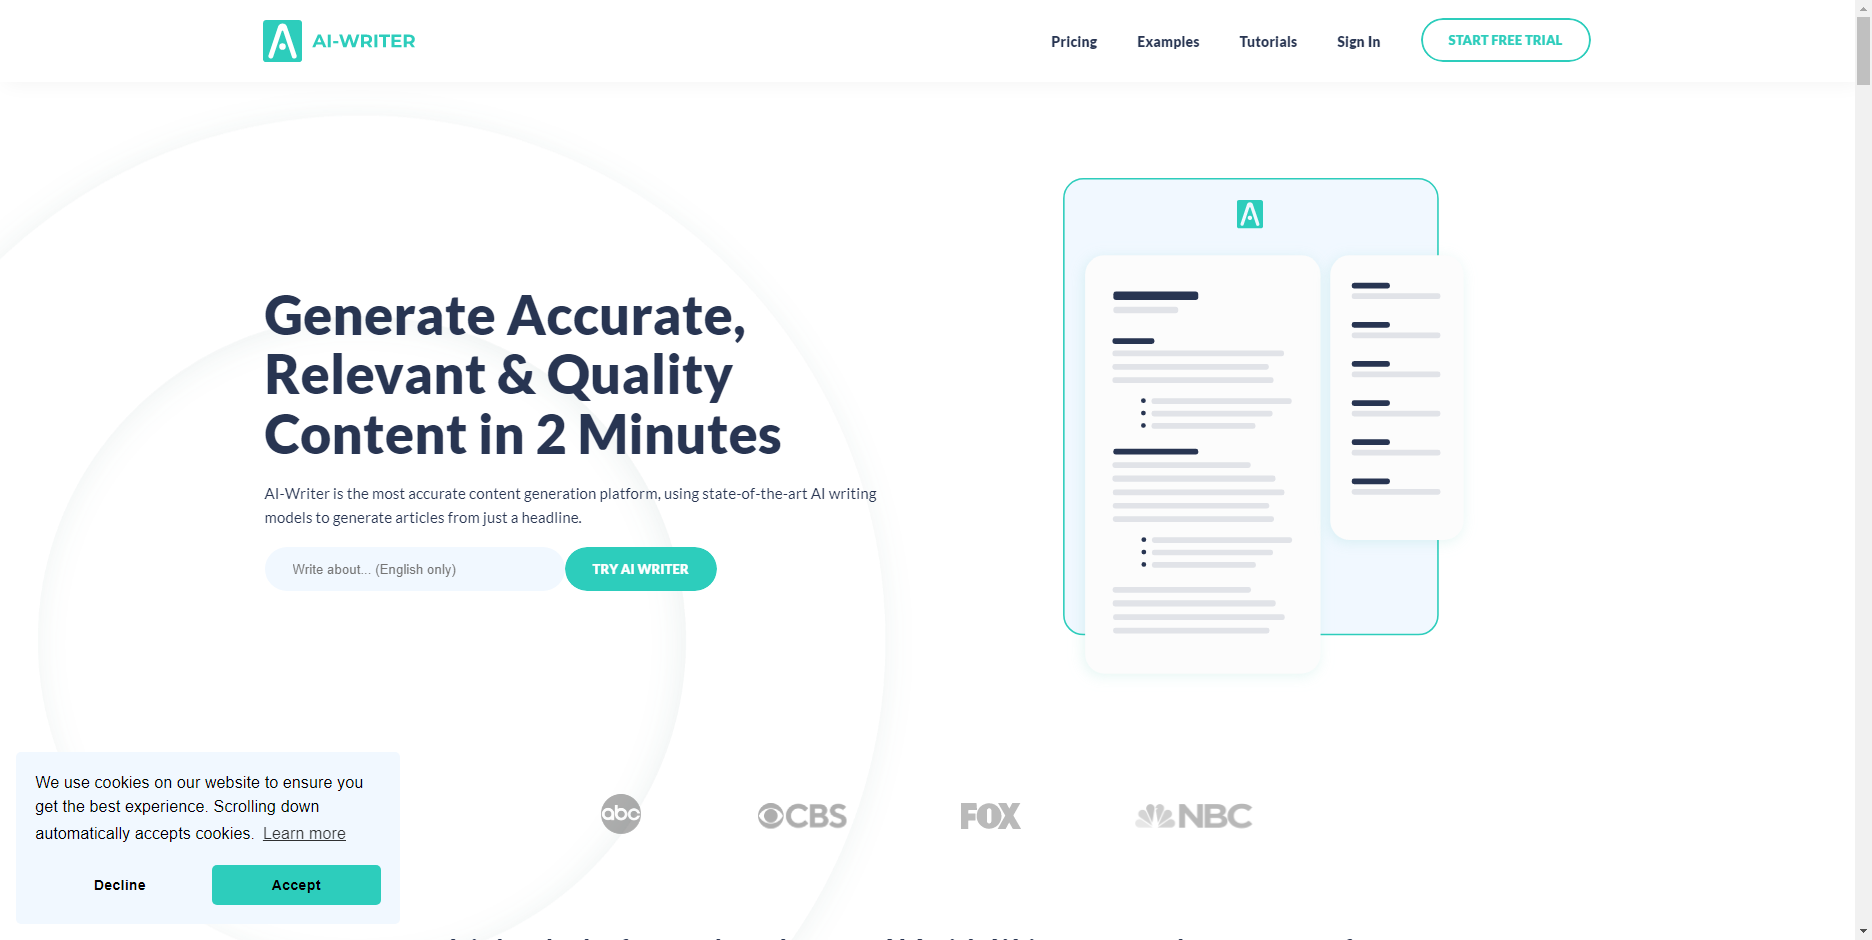 AI-WRITER
Pricing
Examples
Tutorials
Sign In
START FREE TRIAL
Generate Accurate,
Relevant & Quality
Content in 2 Minutes
AI-Writer is the most accurate content generation platform, using state-of-the-art AI writing
models to generate articles from just a headline.
Write about... (English only)
TRY AI WRITER
We use cookies on our website to ensure you
get the best experience. Scrolling down
automatically accepts cookies. Learn more
Decline
Accept
abc
CBS
FOX
NBC